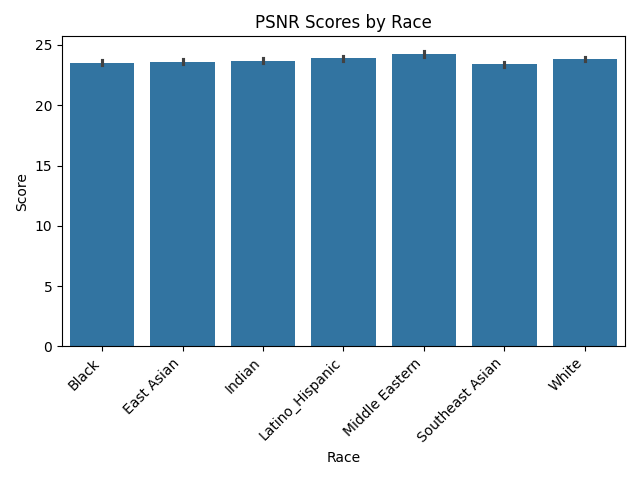 PSNR Scores by Race
Score
25
20
15
10
5
0
Black
East Asian
Indian
Latino_Hispanic
Middle Eastern
Southeast Asian
White
Race